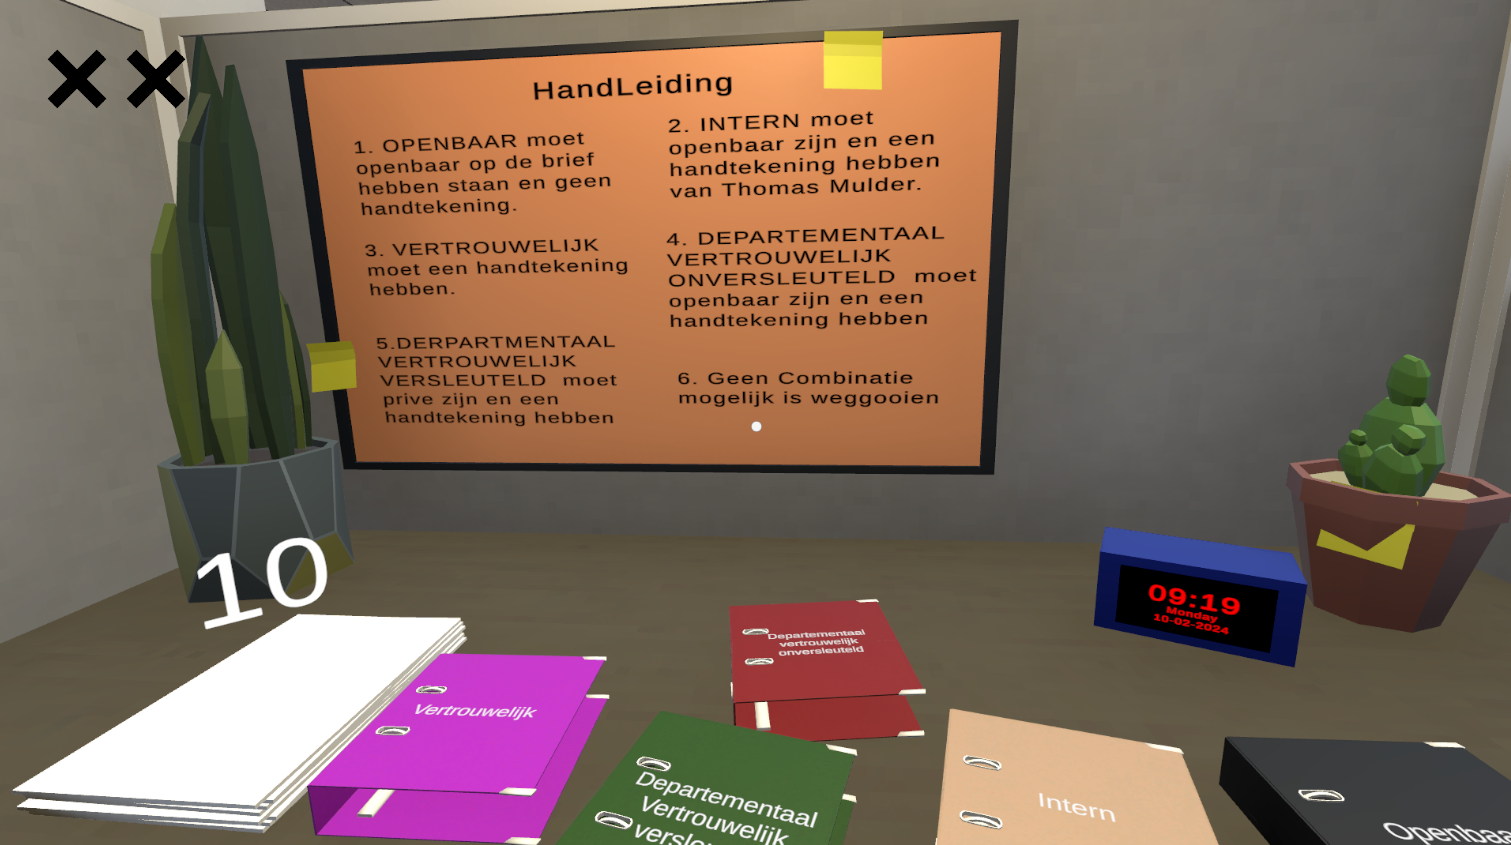 HandLeiding
1. OPENBAAR moet
openbaar op de brief
hebben staan en geen
handtekening.
2. INTERN moet
openbaar zijn en een
handtekening hebben
van Thomas Mulder.
3. VERTROUWELIJK
moet een handtekening
hebben.
4. DEPARTEMENTAAL
VERTROUWELIJK
ONVERSLEUTELD moet
openbaar zijn en een
handtekening hebben
5.DERPARTMENTAAL
VERTROUWELIJK
VERSLEUTELD moet
prive zijn en een
handtekening hebben
6. Geen Combinatie
mogelijk is weggooien
10
09:19
Monday
10-02-2024
Departementaal
vertrouwelijk
onversleuteld
Vertrouwelijk
Departementaal
Vertrouwelijk
Intern